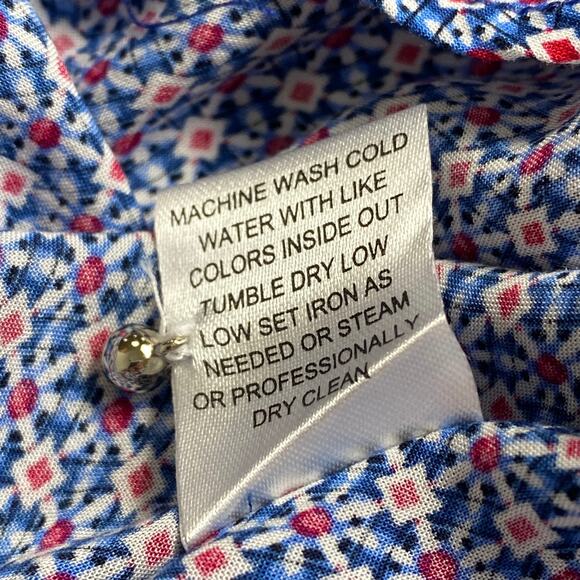 MACHINE WASH COLD
WATER WITH LIKE
COLORS INSIDE OUT
TUMBLE DRY LOW
LOW SET IRON AS
NEEDED OR STEAM
OR PROFESSIONALLY
DRY CLEAN